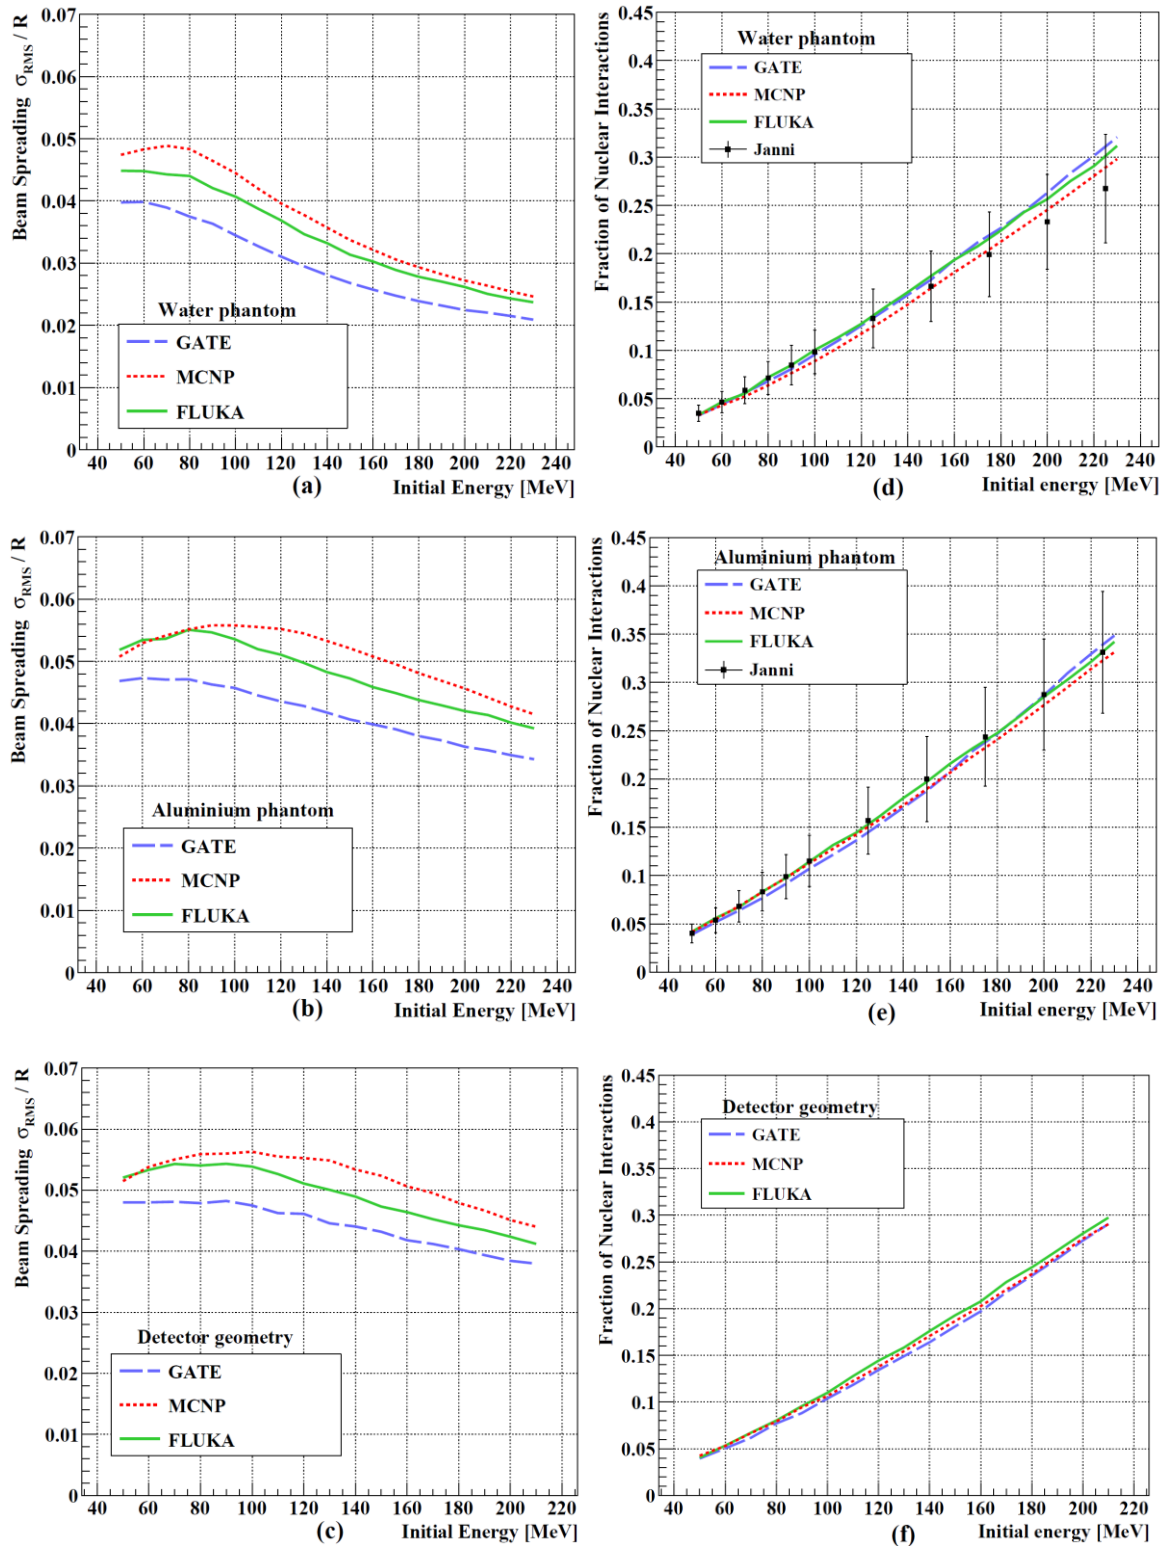 Beam Spreading σRMS / R
0.07
0.06
0.05
0.04
0.03
0.02
0.01
0
Water phantom
GATE
MCNP
FLUKA
40 60 80 100 120 140 160 180 200 220 240
(a)
Initial Energy [MeV]
Fraction of Nuclear Interactions
0.45
0.4
0.35
0.3
0.25
0.2
0.15
0.1
0.05
0
Water phantom
GATE
MCNP
FLUKA
Janni
40 60 80 100 120 140 160 180 200 220 240
(d)
Initial energy [MeV]
Beam Spreading σRMS / R
0.07
0.06
0.05
0.04
0.03
0.02
0.01
0
Aluminium phantom
GATE
MCNP
FLUKA
40 60 80 100 120 140 160 180 200 220 240
(b)
Initial Energy [MeV]
Fraction of Nuclear Interactions
0.45
0.4
0.35
0.3
0.25
0.2
0.15
0.1
0.05
0
Aluminium phantom
GATE
MCNP
FLUKA
Janni
40 60 80 100 120 140 160 180 200 220 240
(e)
Initial energy [MeV]
Beam Spreading σRMS / R
0.07
0.06
0.05
0.04
0.03
0.02
0.01
0
Detector geometry
GATE
MCNP
FLUKA
40 60 80 100 120 140 160 180 200 220
(c)
Initial Energy [MeV]
Fraction of Nuclear Interactions
0.45
0.4
0.35
0.3
0.25
0.2
0.15
0.1
0.05
0
Detector geometry
GATE
MCNP
FLUKA
40 60 80 100 120 140 160 180 200 220
(f)
Initial energy [MeV]